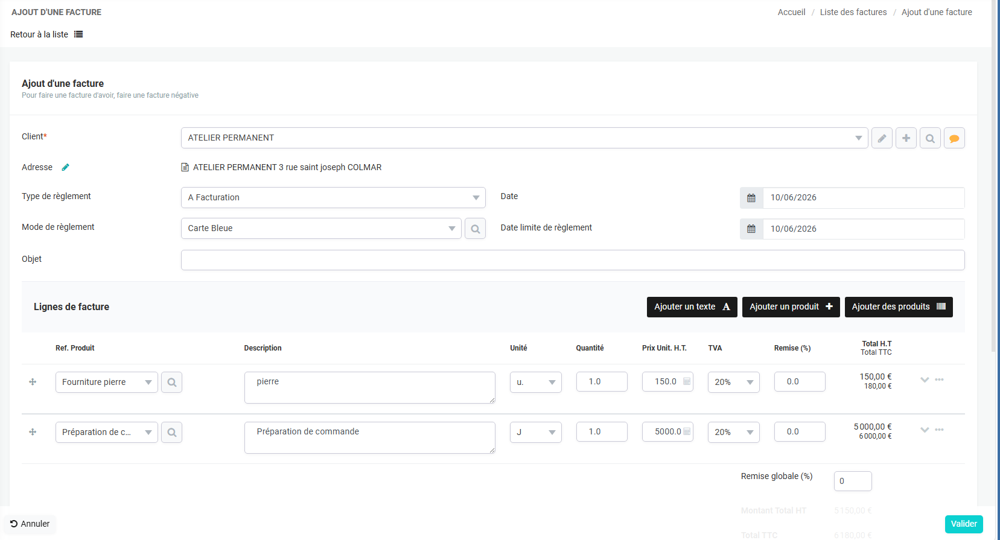 AJOUT D'UNE FACTURE
Accueil / Liste des factures / Ajout d'une facture
Retour à la liste
Ajout d'une facture
Pour faire une facture d'avoir, faire une facture négative
Client*
ATELIER PERMANENT
Adresse
ATELIER PERMANENT 3 rue saint joseph COLMAR
Type de règlement
A Facturation
Date
10/06/2026
Mode de règlement
Carte Bleue
Date limite de règlement
10/06/2026
Objet
Lignes de facture
Ajouter un texte A
Ajouter un produit
Ajouter des produits
Ref. Produit
Description
Unité
Quantité
Prix Unit. H.T.
TVA
Remise (%)
Total H.T
Total TTC
Fourniture pierre
pierre
u.
1.0
150.0
20%
0.0
150,00 €
180,00 €
Préparation de c...
Préparation de commande
J
1.0
5000.0
20%
0.0
5 000,00 €
6 000,00 €
Remise globale (%)
0
Montant Total HT
5 150,00 €
Total TTC
6 180,00 €
Annuler
Valider